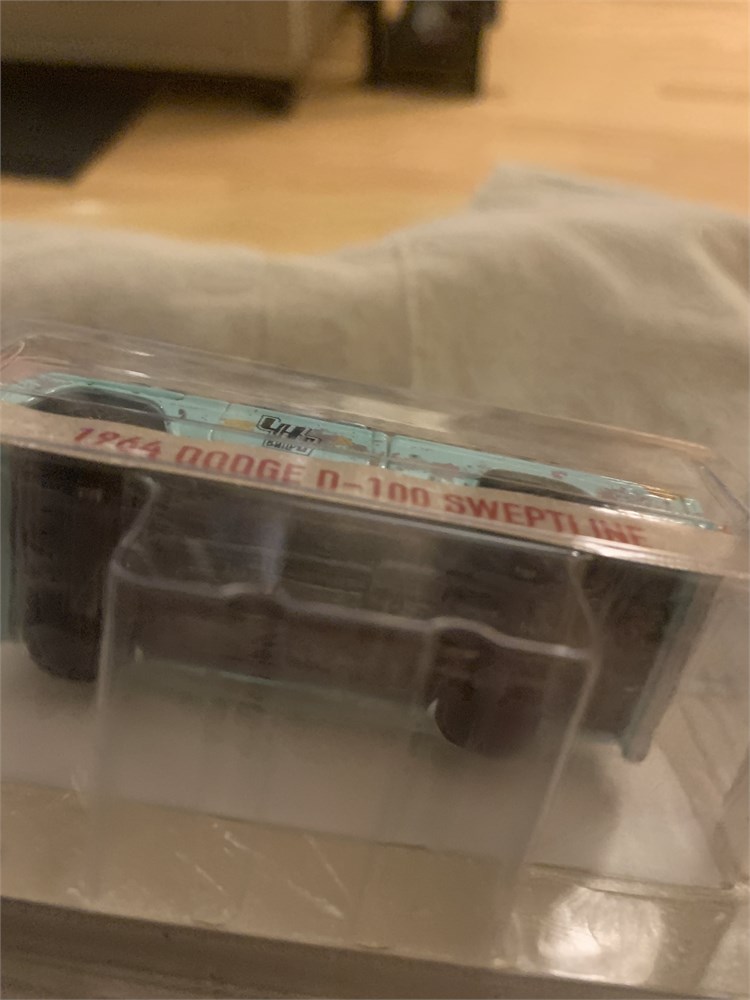 1964 DODGE D-100 SWEPTLINE